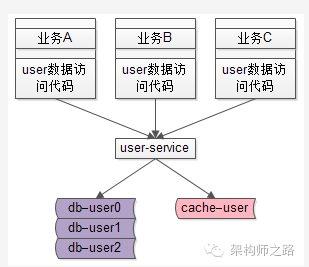 业务A
业务B
业务C
user数据访
问代码
user数据访
问代码
user数据访
问代码
user-service
db-user0
cache-user
db-user1
db-user2
架构师之路